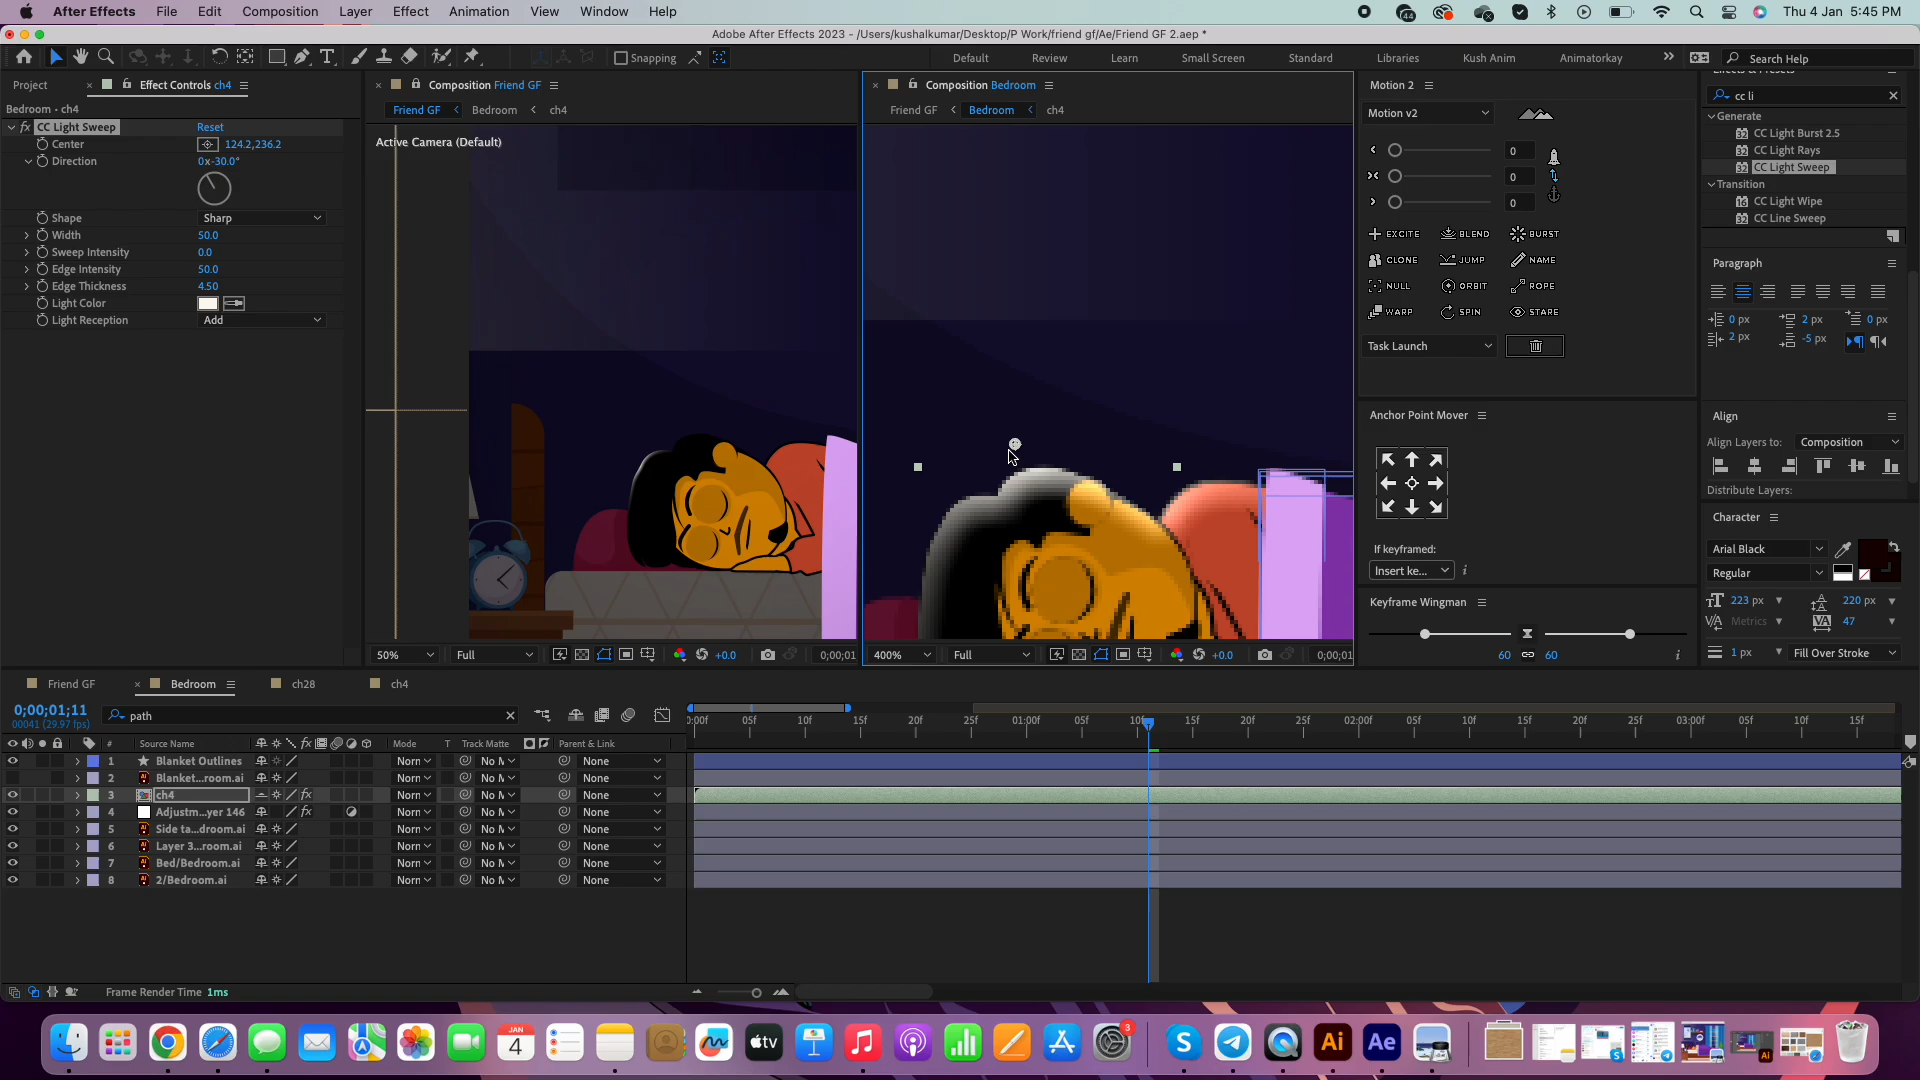 After Effects File Edit Composition Layer Effect Animation View Window Help Thu 4 Jan 5:45 PM
Adobe After Effects 2023 - /Users/kushalkumar/Desktop/P Work/friend gf/Ae/Friend GF 2.aep *
Snapping Default Review Learn Small Screen Standard Libraries Kush Anim Animatorkay Search Help
Project Effect Controls ch4 Composition Friend GF Composition Bedroom Motion 2
Bedroom • ch4 Friend GF Bedroom ch4 Friend GF Bedroom ch4 Motion v2
cc li
Generate
CC Light Burst 2.5
CC Light Rays
CC Light Sweep
Transition
CC Light Wipe
CC Line Sweep
fx CC Light Sweep Reset
Center 124.2,236.2
Direction 0x-30.0°
Shape Sharp
Width 50.0
Sweep Intensity 0.0
Edge Intensity 50.0
Edge Thickness 4.50
Light Color
Light Reception Add
Active Camera (Default)
0
0
0
EXCITE BLEND BURST
CLONE JUMP NAME
NULL ORBIT ROPE
WARP SPIN STARE
Task Launch
Anchor Point Mover
If keyframed:
Insert ke... i
Keyframe Wingman
60 60 i
Paragraph
0 px 2 px 0 px
2 px -5 px
Align
Align Layers to: Composition
Distribute Layers:
Character
Arial Black
Regular
223 px 220 px
Metrics 47
1 px Fill Over Stroke
50% Full +0.0 0;00;01
400% Full +0.0 0;00;01
Friend GF Bedroom ch28 ch4
0;00;01;11
00041 (29.97 fps)
path
:00f 05f 10f 15f 20f 25f 01:00f 05f 10f 15f 20f 25f 02:00f 05f 10f 15f 20f 25f 03:00f 05f 10f 15f
# Source Name fx Mode T Track Matte Parent & Link
1 Blanket Outlines Norn No M None
2 Blanket...room.ai Norn No M None
3 ch4 fx Norn No M None
4 Adjustm...yer 146 fx Norn No M None
5 Side ta...droom.ai Norn No M None
6 Layer 3...room.ai Norn No M None
7 Bed/Bedroom.ai Norn No M None
8 2/Bedroom.ai Norn No M None
Frame Render Time 1ms
JAN
4
tv
3
Ai
Ae